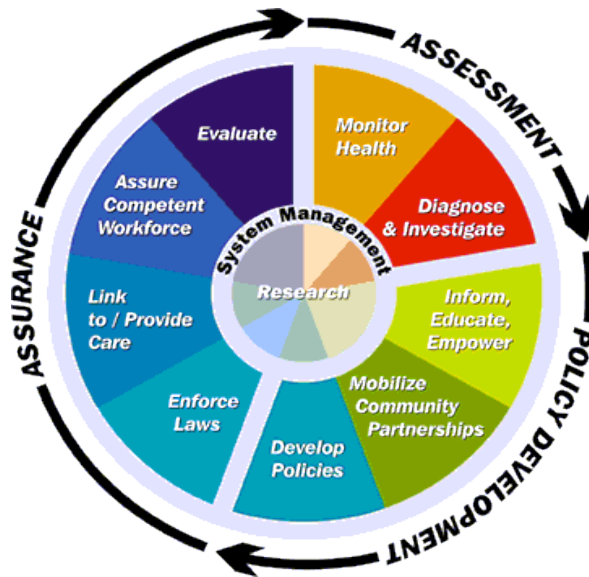 ASSESSMENT
Monitor
Health
Diagnose
& Investigate
POLICY DEVELOPMENT
Inform,
Educate,
Empower
Mobilize
Community
Partnerships
Develop
Policies
ASSURANCE
Enforce
Laws
Link
to / Provide
Care
Assure
Competent
Workforce
Evaluate
System Management
Research